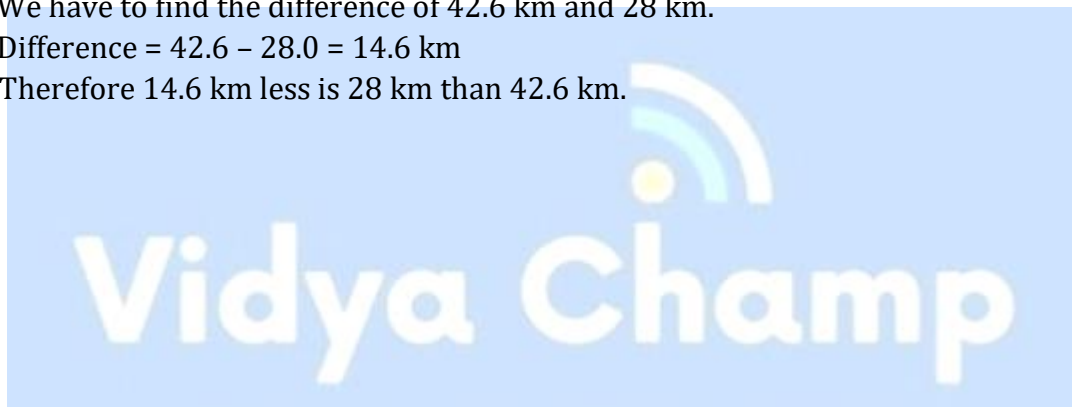 We have to find the difference of 42.6 km and 28 km.
Difference = 42.6 – 28.0 = 14.6 km
Therefore 14.6 km less is 28 km than 42.6 km.
Vidya Champ